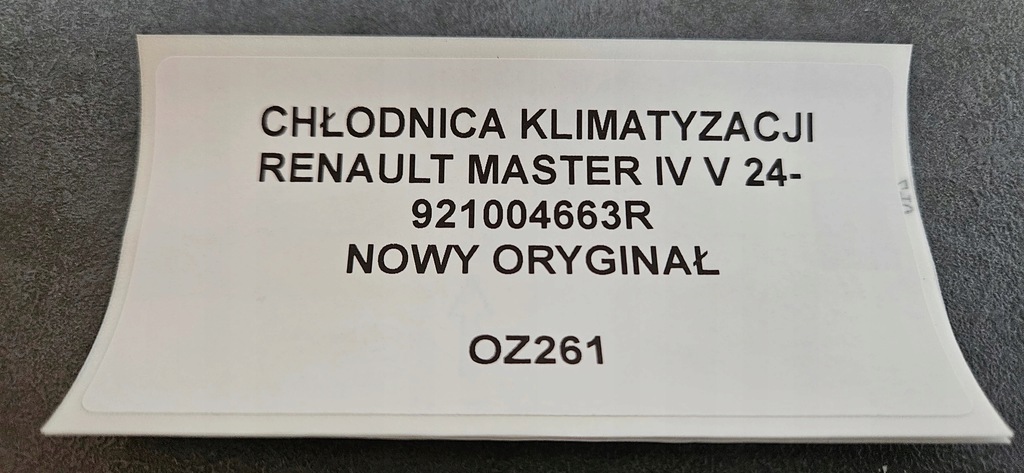 CHŁODNICA KLIMATYZACJI
RENAULT MASTER IV V 24-
921004663R
NOWY ORYGINAŁ
OZ261